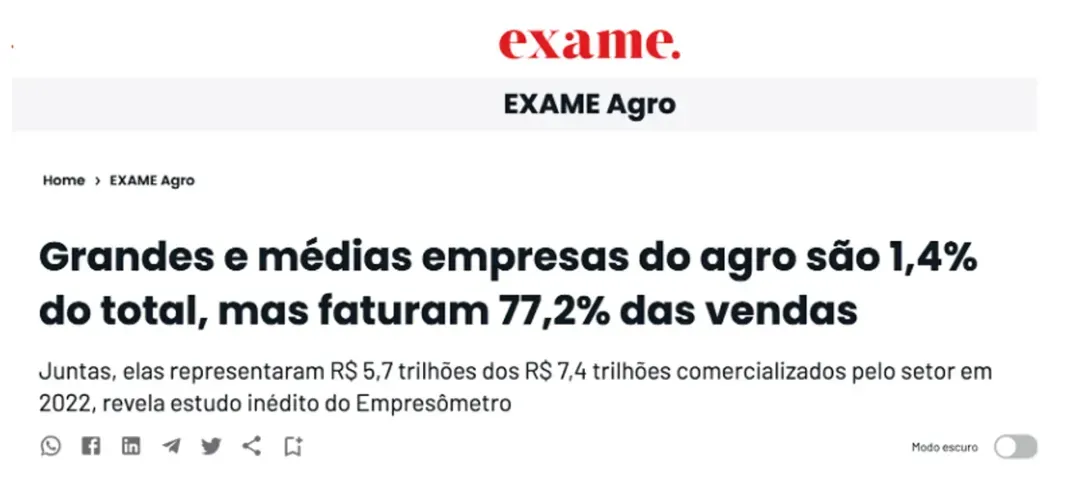 exame.
EXAME Agro
Home > EXAME Agro
Grandes e médias empresas do agro são 1,4%
do total, mas faturam 77,2% das vendas
Juntas, elas representaram R$ 5,7 trilhões dos R$ 7,4 trilhões comercializados pelo setor em
2022, revela estudo inédito do Empresômetro
Modo escuro